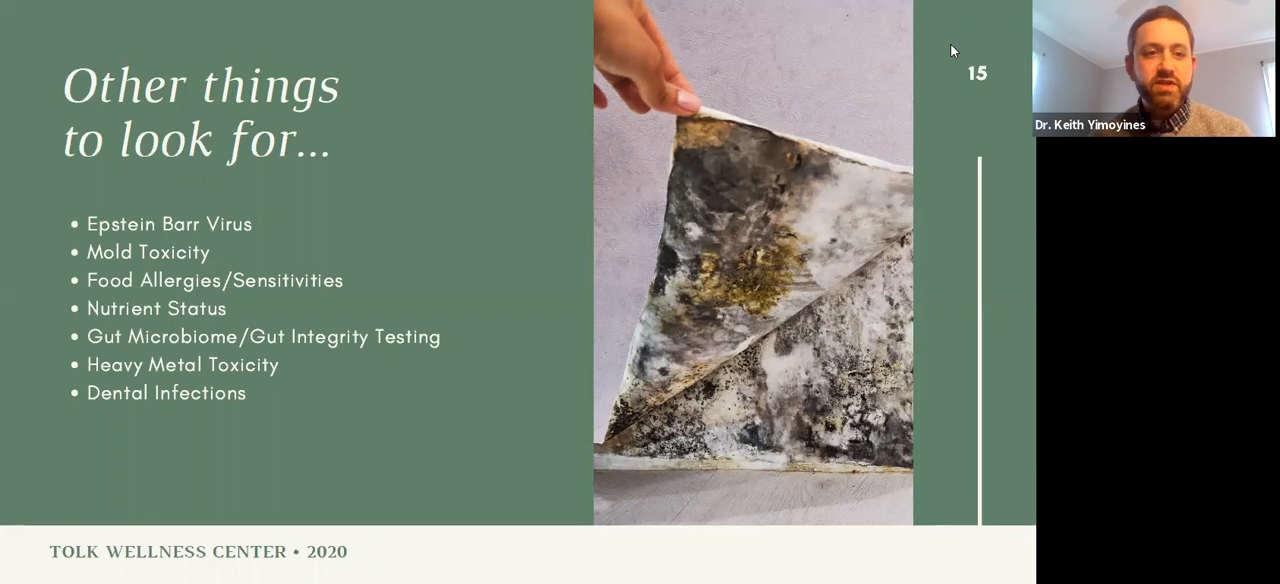 Other things
to look for...
• Epstein Barr Virus
• Mold Toxicity
• Food Allergies/Sensitivities
• Nutrient Status
• Gut Microbiome/Gut Integrity Testing
• Heavy Metal Toxicity
• Dental Infections
15
Dr. Keith Yimoyines
TOLK WELLNESS CENTER • 2020